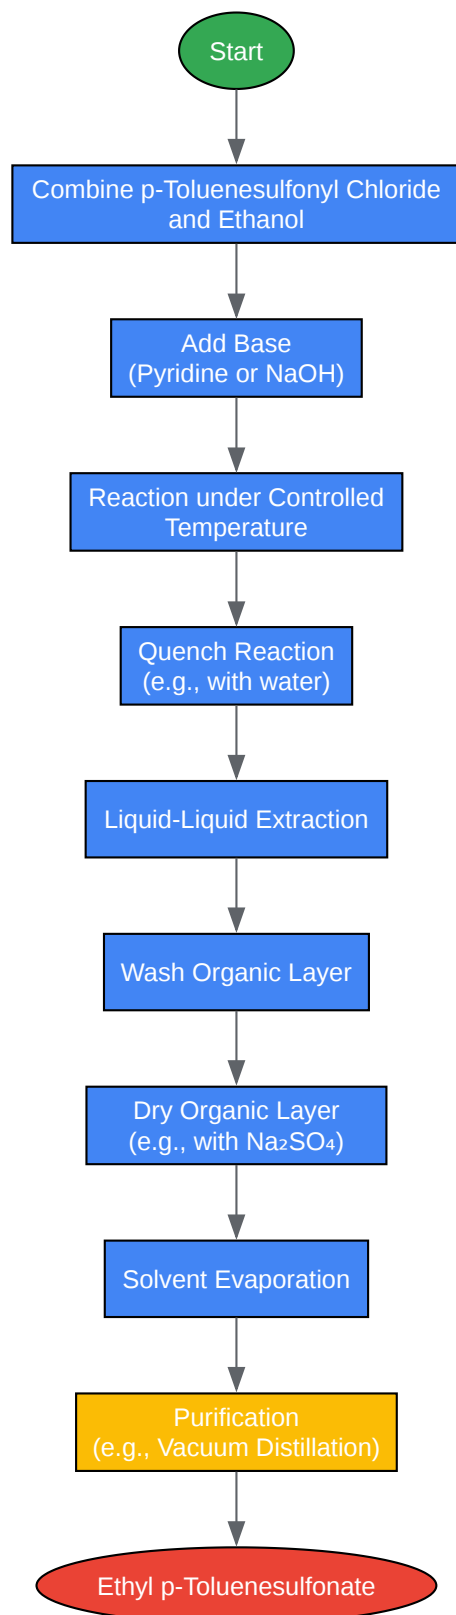 Start
Combine p-Toluenesulfonyl Chloride
and Ethanol
Add Base
(Pyridine or NaOH)
Reaction under Controlled
Temperature
Quench Reaction
(e.g., with water)
Liquid-Liquid Extraction
Wash Organic Layer
Dry Organic Layer
(e.g., with Na₂SO₄)
Solvent Evaporation
Purification
(e.g., Vacuum Distillation)
Ethyl p-Toluenesulfonate